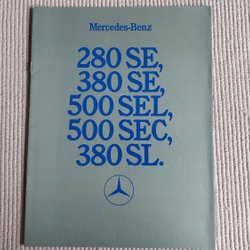 Mercedes-Benz
280 SE,
380 SE,
500 SEL,
500 SEC,
380 SL.